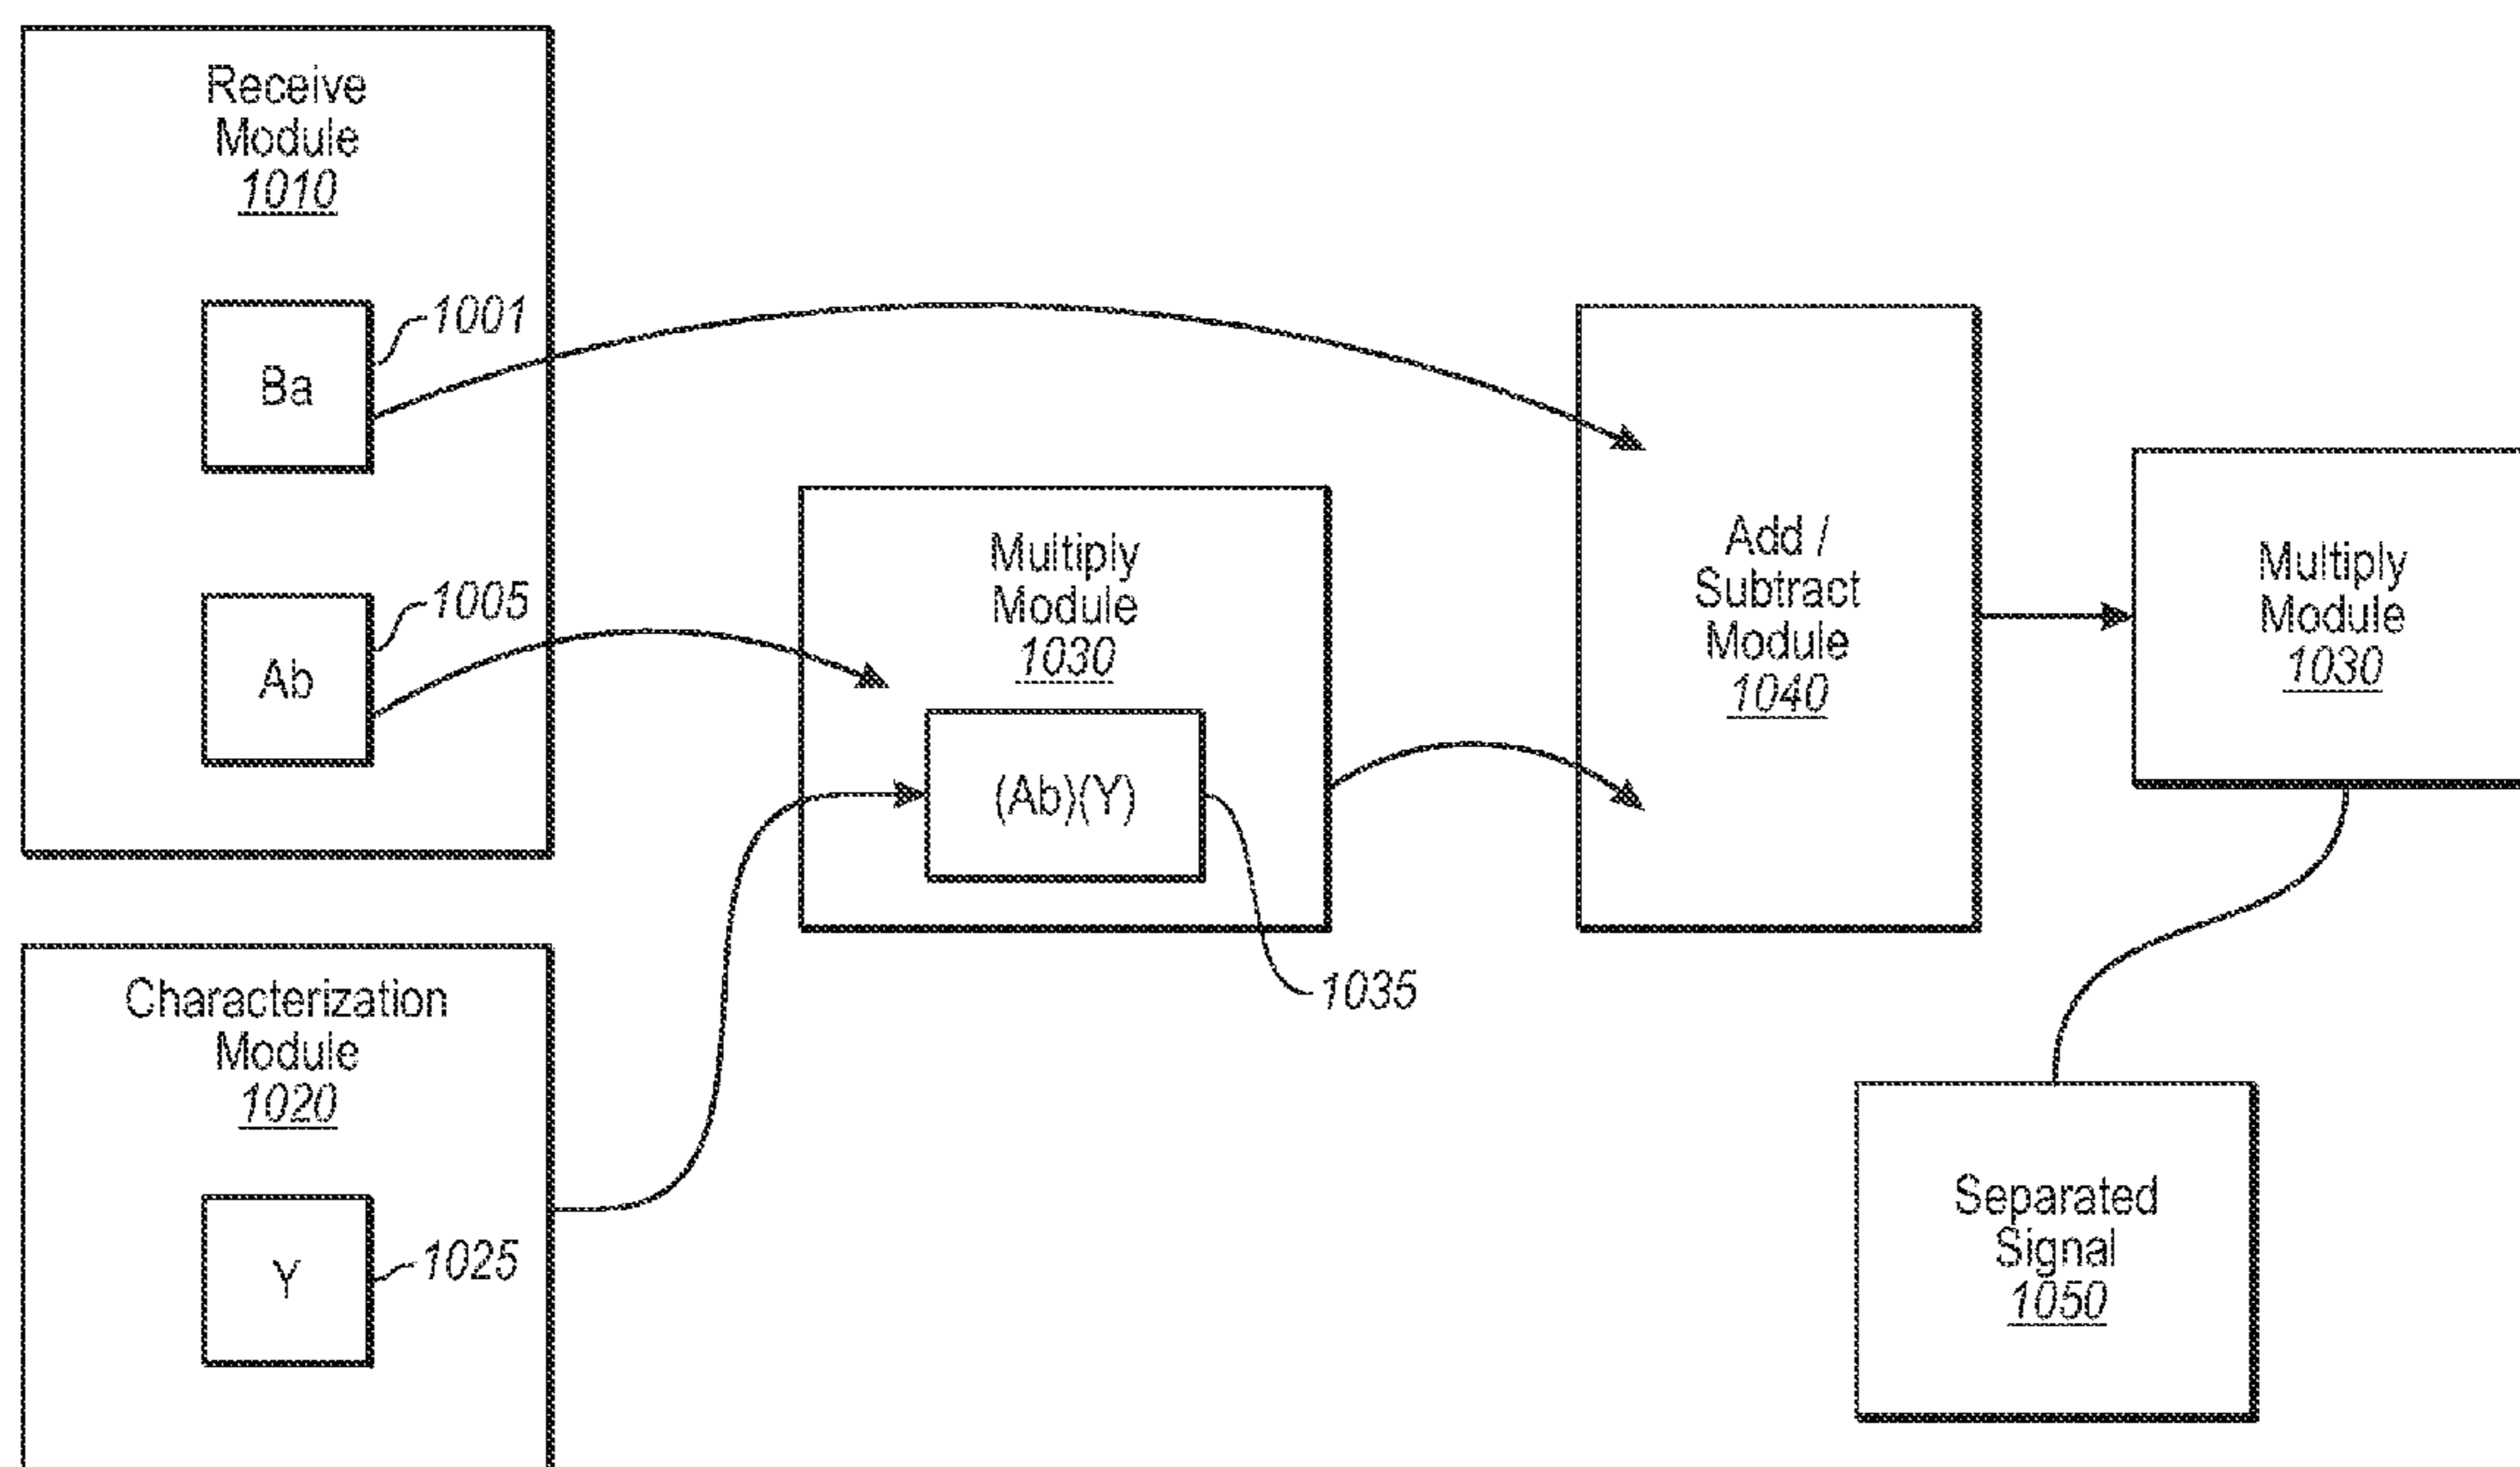 Receive
Module
1010
1001
Ba
1005
Ab
Characterization
Module
1020
Y
1025
Multiply
Module
1030
(Ab)(Y)
1035
Add /
Subtract
Module
1040
Multiply
Module
1030
Separated
Signal
1050